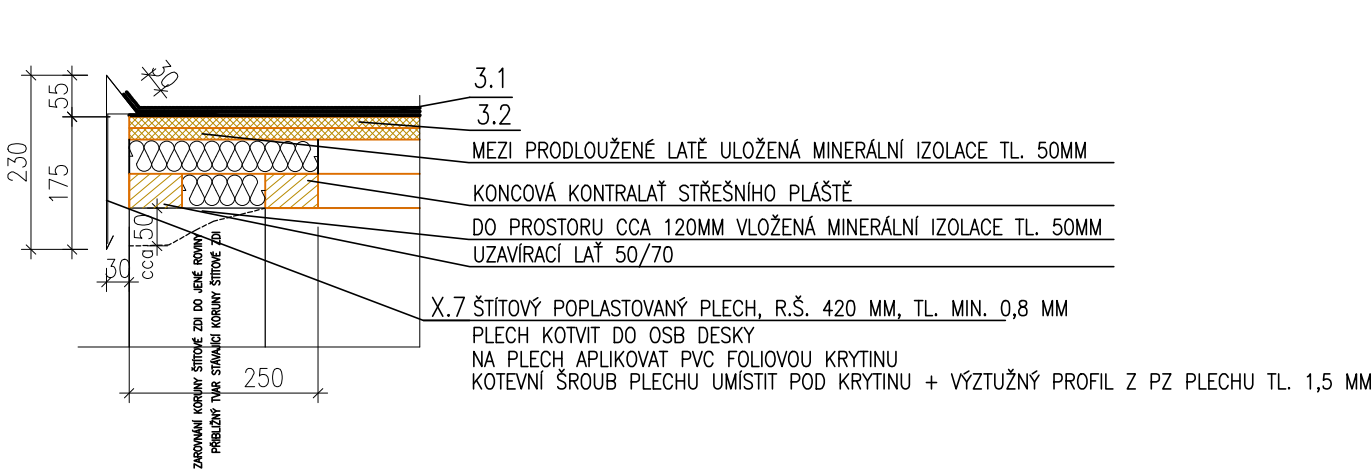 30
3.1
55
3.2
MEZI PRODLOUŽENÉ LATĚ ULOŽENÁ MINERÁLNÍ IZOLACE TL. 50MM
230
175
KONCOVÁ KONTRALAŤ STŘEŠNÍHO PLÁŠTĚ
DO PROSTORU CCA 120MM VLOŽENÁ MINERÁLNÍ IZOLACE TL. 50MM
cca 50
UZAVÍRACÍ LAŤ 50/70
30
X.7 ŠTÍTOVÝ POPLASTOVANÝ PLECH, R.Š. 420 MM, TL. MIN. 0,8 MM
PLECH KOTVIT DO OSB DESKY
NA PLECH APLIKOVAT PVC FOLIOVOU KRYTINU
KOTEVNÍ ŠROUB PLECHU UMÍSTIT POD KRYTINU + VÝZTUŽNÝ PROFIL Z PZ PLECHU TL. 1,5 MM
250
ZAROVNÁNÍ KORUNY ŠTÍTOVÉ ZDI DO JENÉ ROVINY
PŘIBLIŽNÝ TVAR STÁVAJÍCÍ KORUNY ŠTÍTOVÉ ZDI